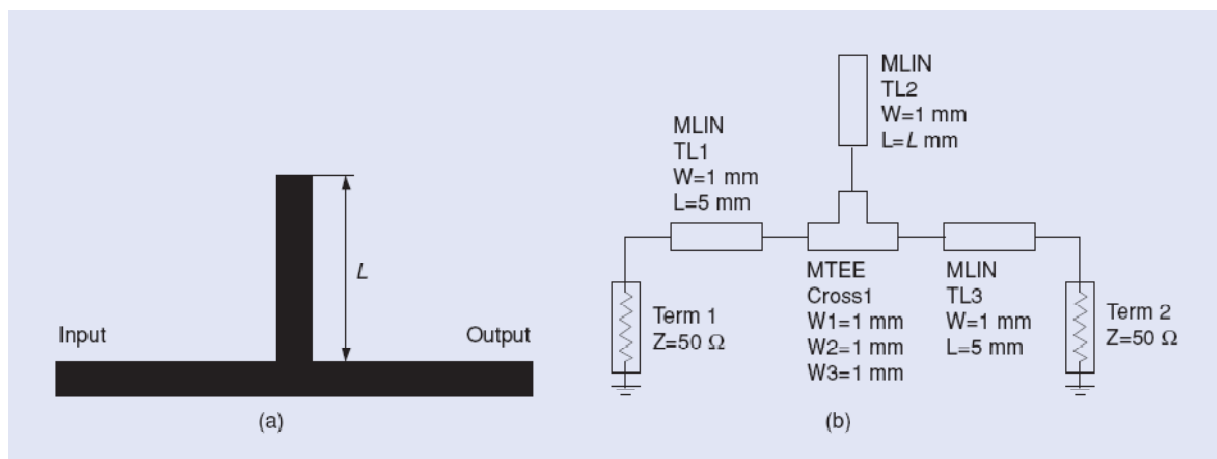 L
Input
Output
(a)
MLIN
TL2
W=1 mm
L=L mm
MLIN
TL1
W=1 mm
L=5 mm
Term 1
Z=50 Ω
MTEE
Cross1
W1=1 mm
W2=1 mm
W3=1 mm
MLIN
TL3
W=1 mm
L=5 mm
Term 2
Z=50 Ω
(b)